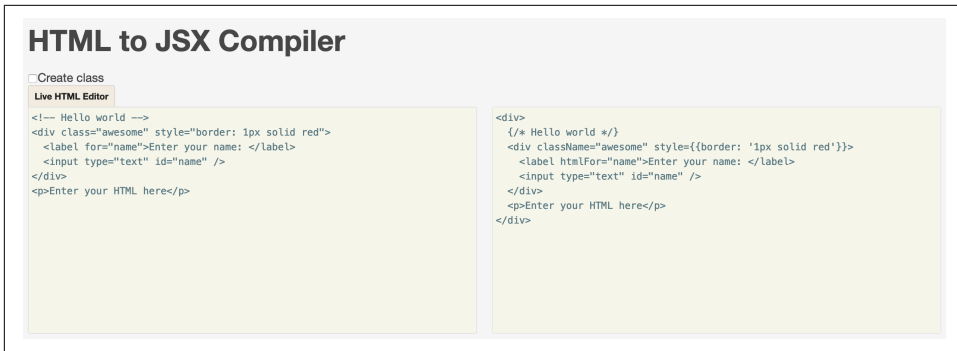 HTML to JSX Compiler
Create class
Live HTML Editor
<!-- Hello world -->
<div class="awesome" style="border: 1px solid red">
  <label for="name">Enter your name: </label>
  <input type="text" id="name" />
</div>
<p>Enter your HTML here</p>
<div>
  {/* Hello world */}
  <div className="awesome" style={{border: '1px solid red'}}>
    <label htmlFor="name">Enter your name: </label>
    <input type="text" id="name" />
  </div>
  <p>Enter your HTML here</p>
</div>